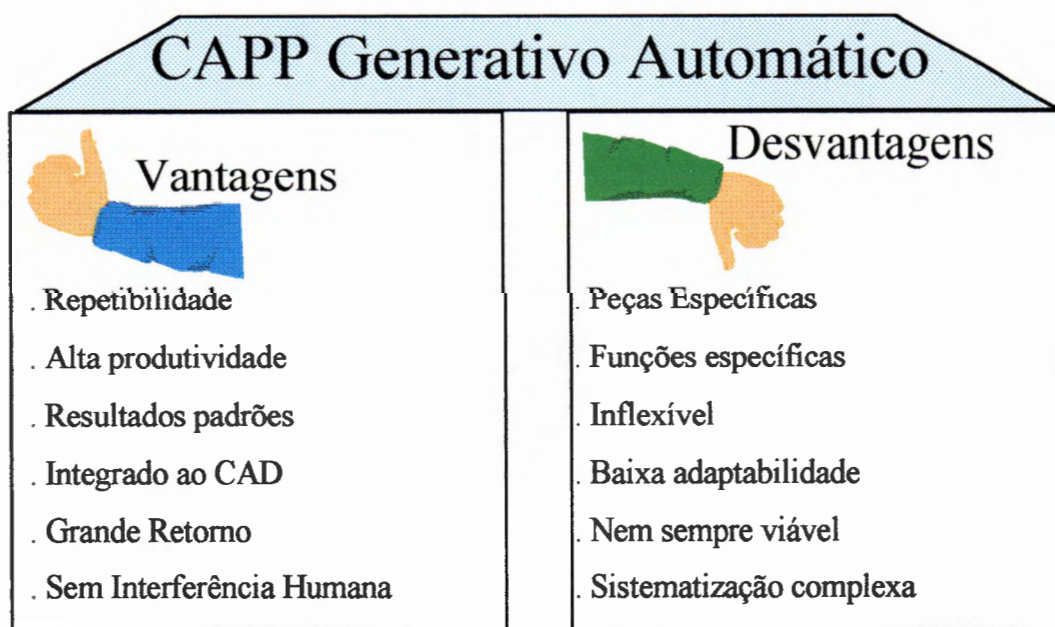 CAPP Generativo Automático
Vantagens
. Repetibilidade
. Alta produtividade
. Resultados padrões
. Integrado ao CAD
. Grande Retorno
. Sem Interferência Humana
Desvantagens
. Peças Específicas
. Funções específicas
. Inflexível
. Baixa adaptabilidade
. Nem sempre viável
. Sistematização complexa